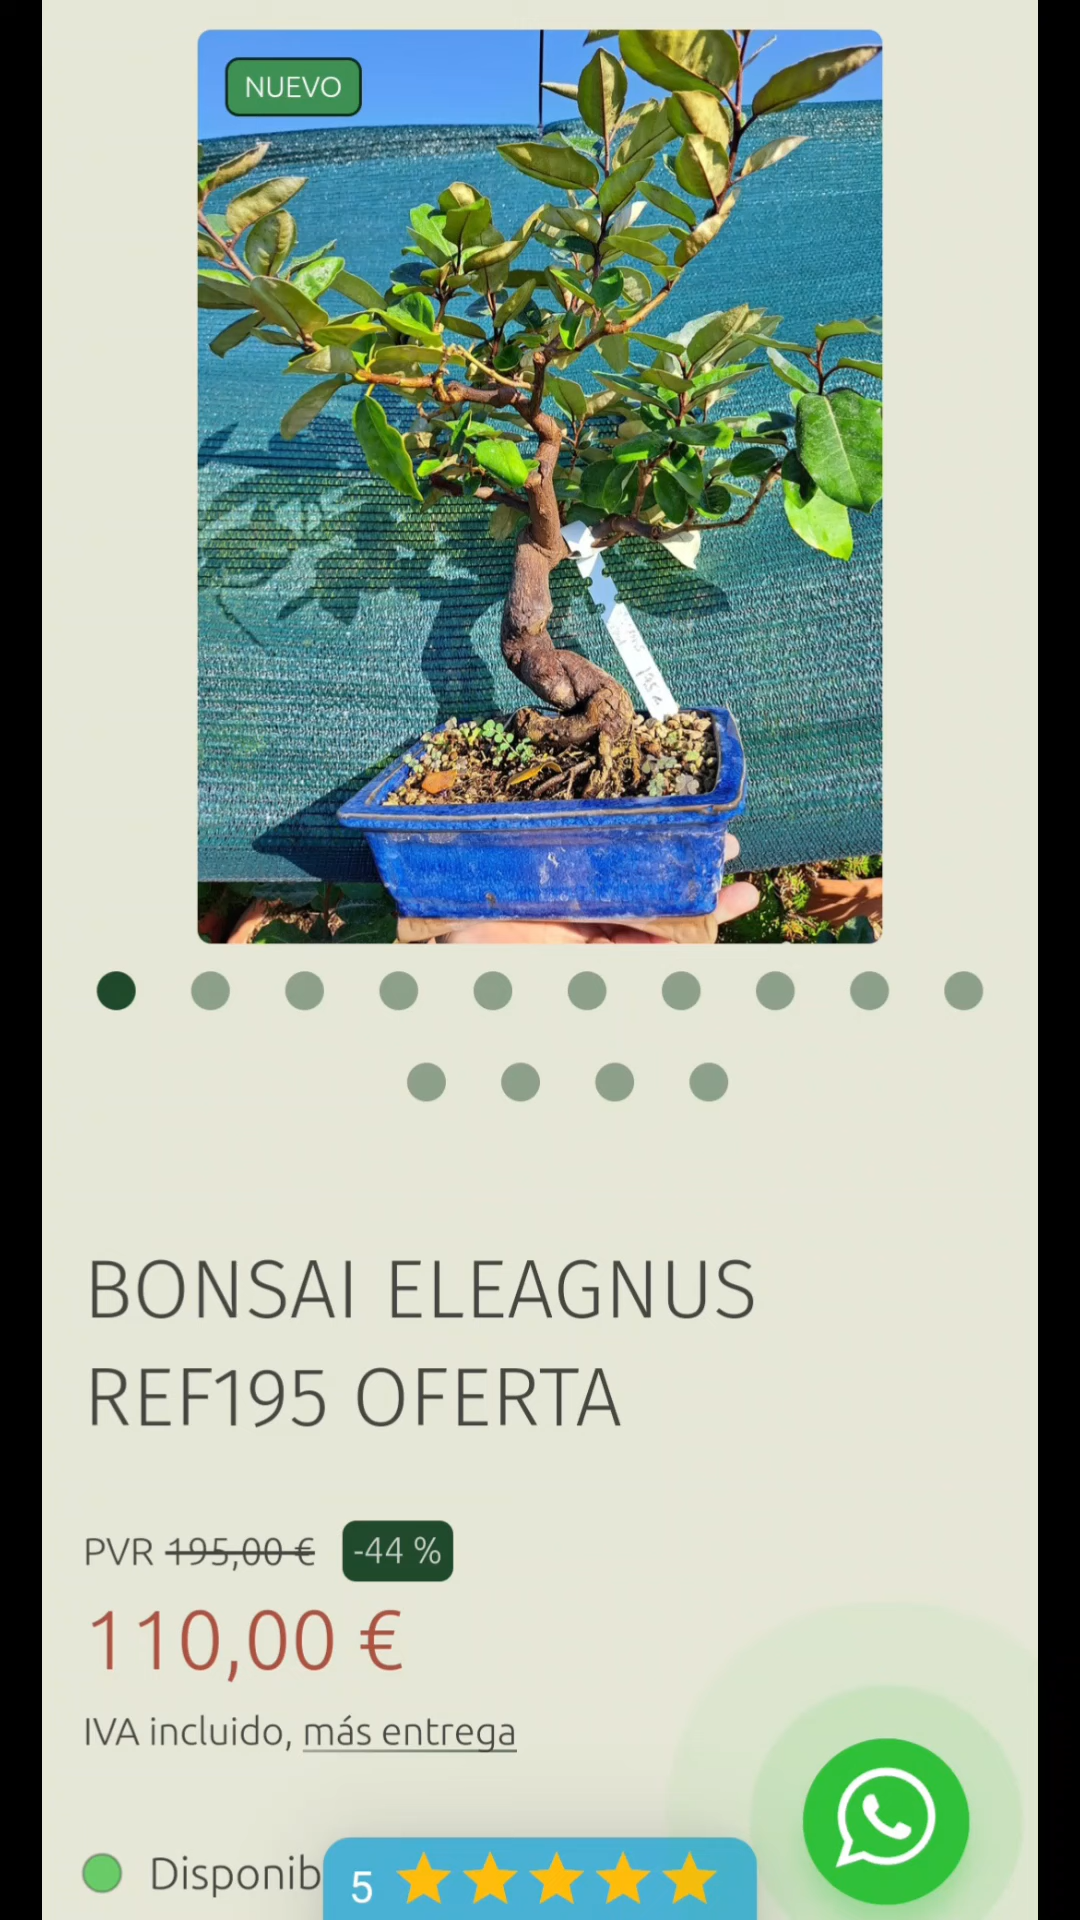 NUEVO
BONSAI ELEAGNUS
REF195 OFERTA
PVR 195,00 € -44 %
110,00 €
IVA incluido, más entrega
Disponib
5